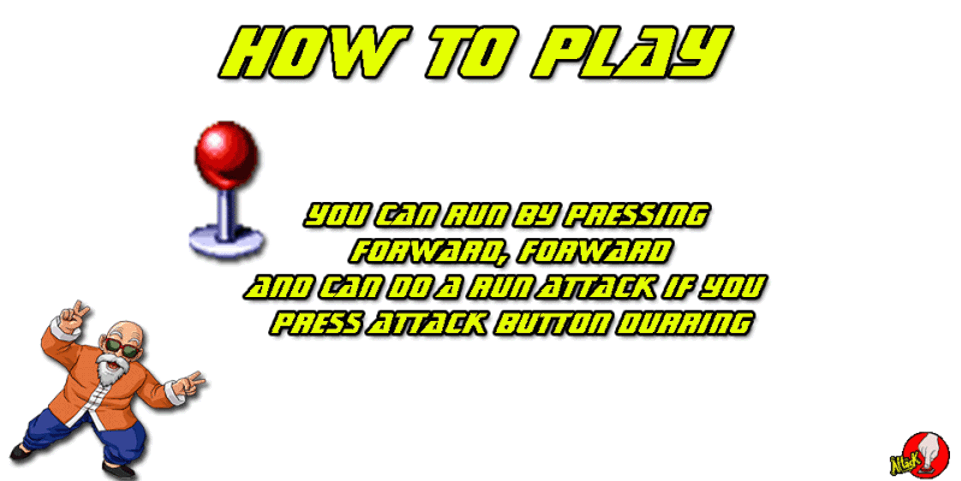 HOW TO PLAY
YOU CAN RUN BY PRESSING
FORWARD, FORWARD
AND CAN DO A RUN ATTACK IF YOU
PRESS ATTACK BUTTON DURRING
Attack